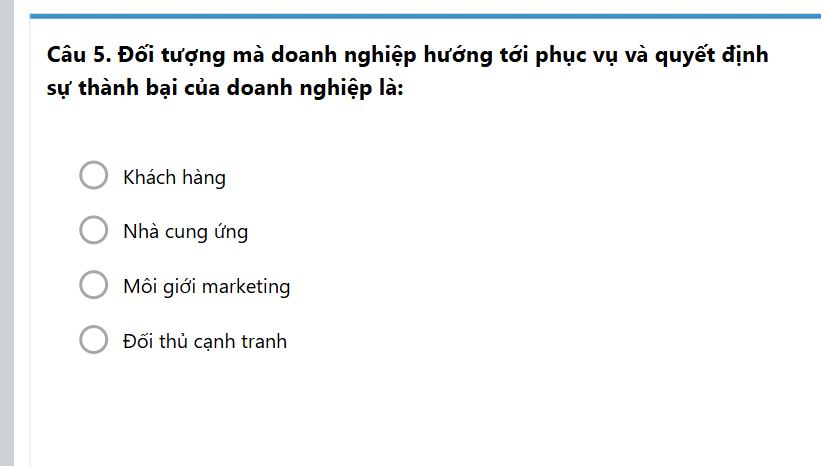 Câu 5. Đối tượng mà doanh nghiệp hướng tới phục vụ và quyết định
sự thành bại của doanh nghiệp là:
Khách hàng
Nhà cung ứng
Môi giới marketing
Đối thủ cạnh tranh